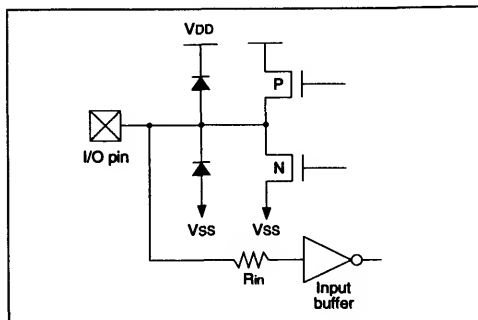 VDD
P
I/O pin
N
VSS
VSS
Rin
Input
buffer